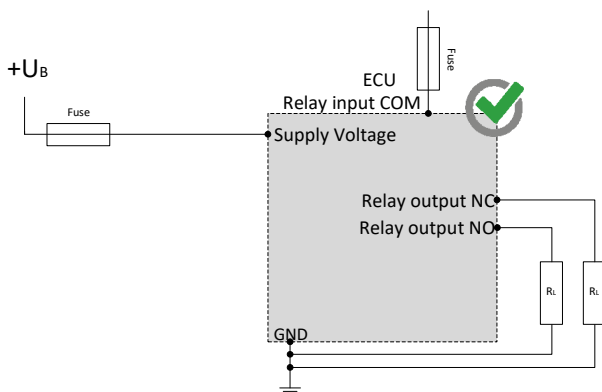 Fuse
+UB
ECU
Relay input COM
Fuse
Supply Voltage
Relay output NC
Relay output NO
RL
RL
GND